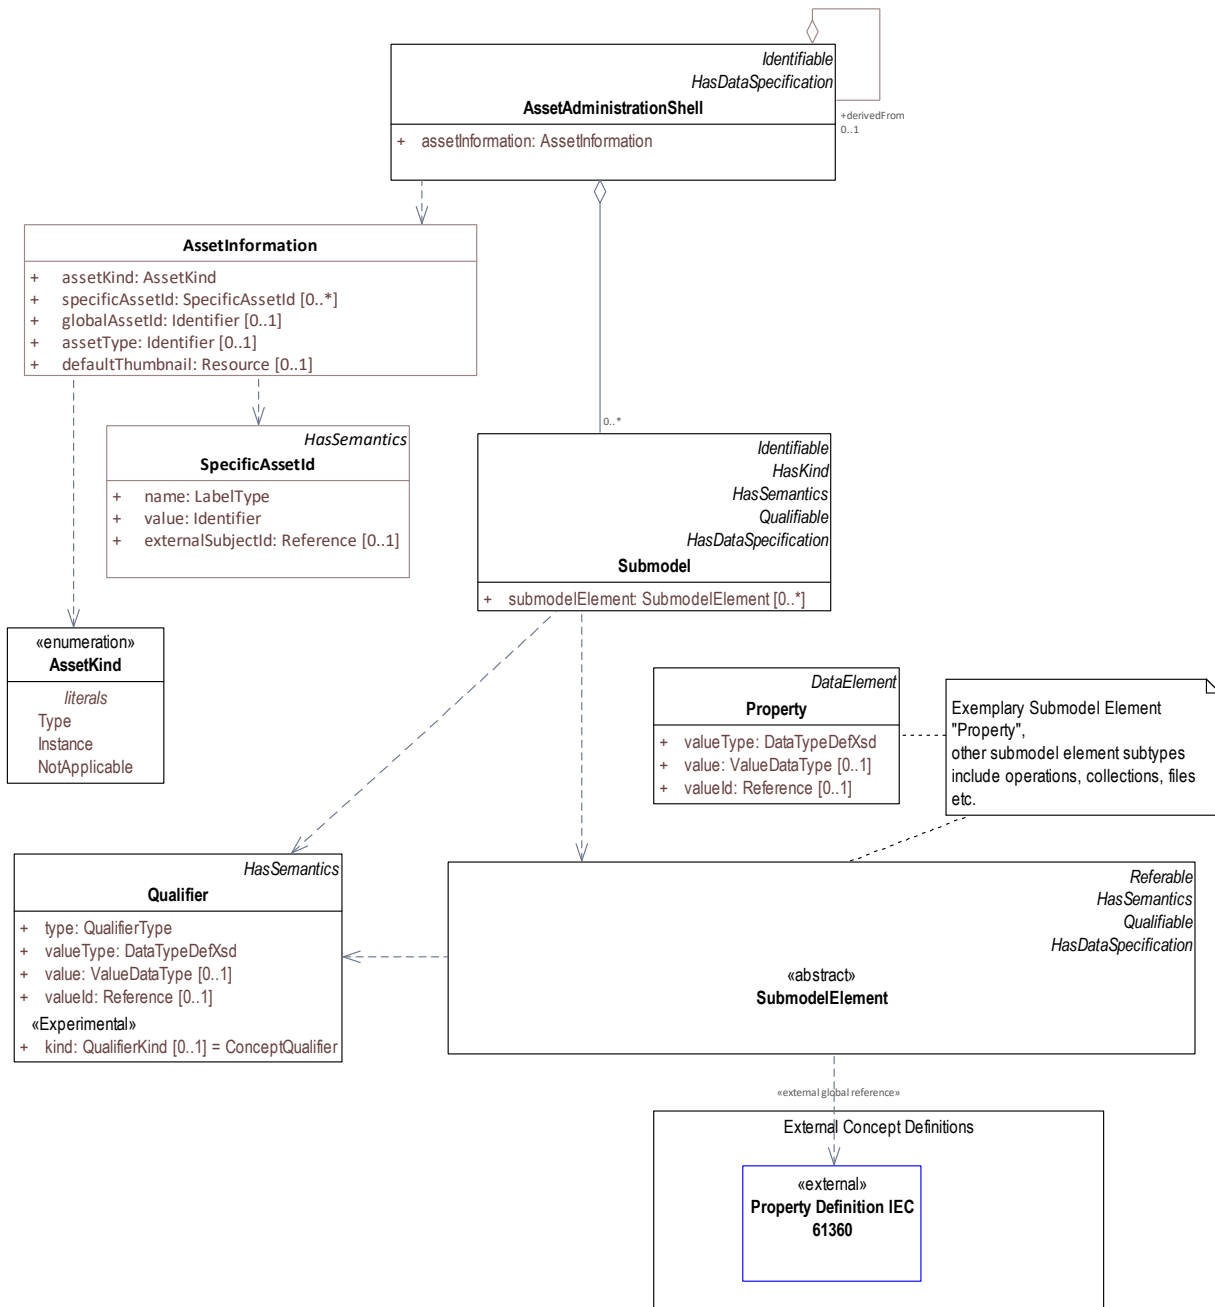 Identifiable
HasDataSpecification
AssetAdministrationShell
+ assetInformation: AssetInformation
+derivedFrom
0..1
AssetInformation
+ assetKind: AssetKind
+ specificAssetId: SpecificAssetId [0..*]
+ globalAssetId: Identifier [0..1]
+ assetType: Identifier [0..1]
+ defaultThumbnail: Resource [0..1]
HasSemantics
SpecificAssetId
+ name: LabelType
+ value: Identifier
+ externalSubjectId: Reference [0..1]
0..*
Identifiable
HasKind
HasSemantics
Qualifiable
HasDataSpecification
Submodel
+ submodelElement: SubmodelElement [0..*]
«enumeration»
AssetKind
literals
Type
Instance
NotApplicable
DataElement
Property
+ valueType: DataTypeDefXsd
+ value: ValueDataType [0..1]
+ valueId: Reference [0..1]
Exemplary Submodel Element
"Property",
other submodel element subtypes
include operations, collections, files
etc.
HasSemantics
Qualifier
+ type: QualifierType
+ valueType: DataTypeDefXsd
+ value: ValueDataType [0..1]
+ valueId: Reference [0..1]
«Experimental»
+ kind: QualifierKind [0..1] = ConceptQualifier
Referable
HasSemantics
Qualifiable
HasDataSpecification
«abstract»
SubmodelElement
«external global reference»
External Concept Definitions
«external»
Property Definition IEC
61360